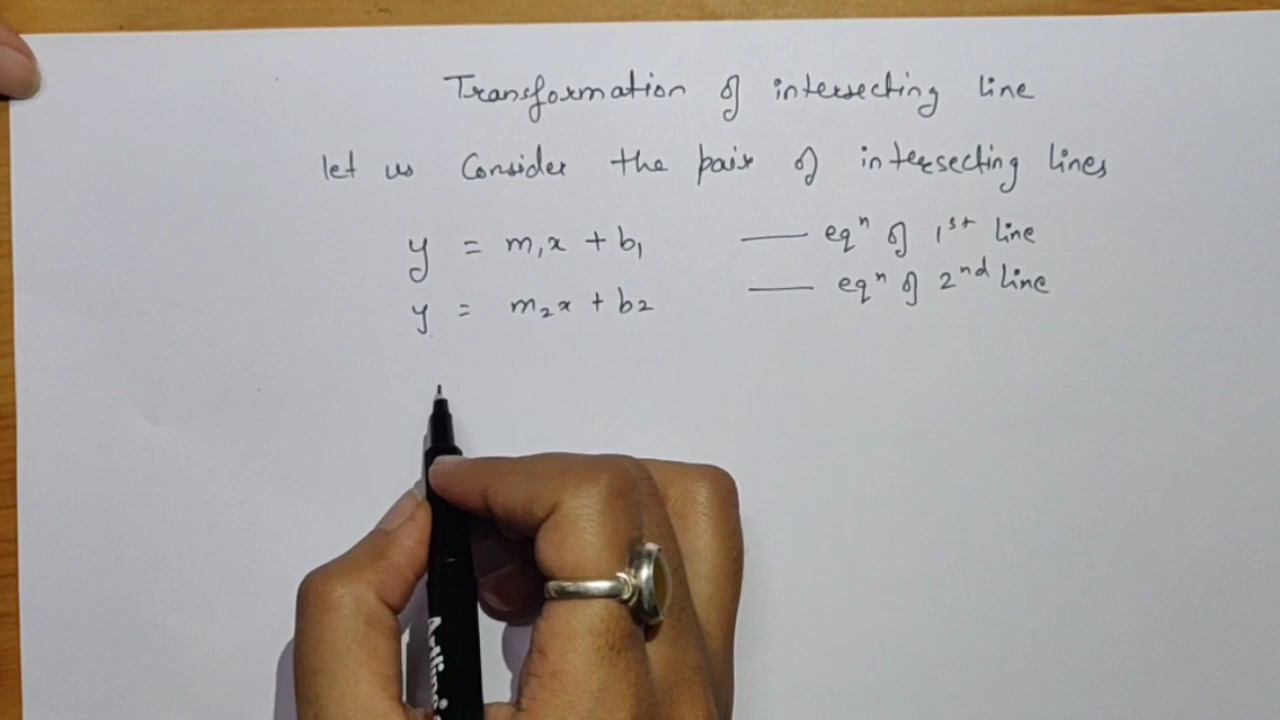 Transformation of intersecting line
let us Consider the pair of intersecting lines
y = m₁x + b₁ — eqⁿ of 1ˢᵗ line
y = m₂x + b2 — eqⁿ of 2ⁿᵈ line
Artline